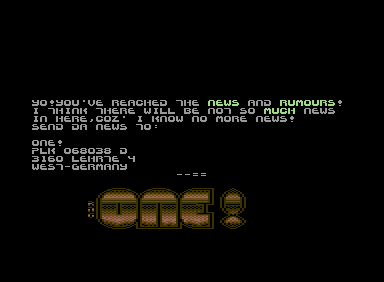 YO!YOU'VE REACHED THE NEWS AND RUMOURS!
I THINK THERE WILL BE NOT SO MUCH NEWS
IN HERE,COZ' I KNOW NO MORE NEWS!
SEND DA NEWS TO:
ONE!
PLK 068038 D
3160 LEHRTE 4
WEST-GERMANY
--==
ONE!